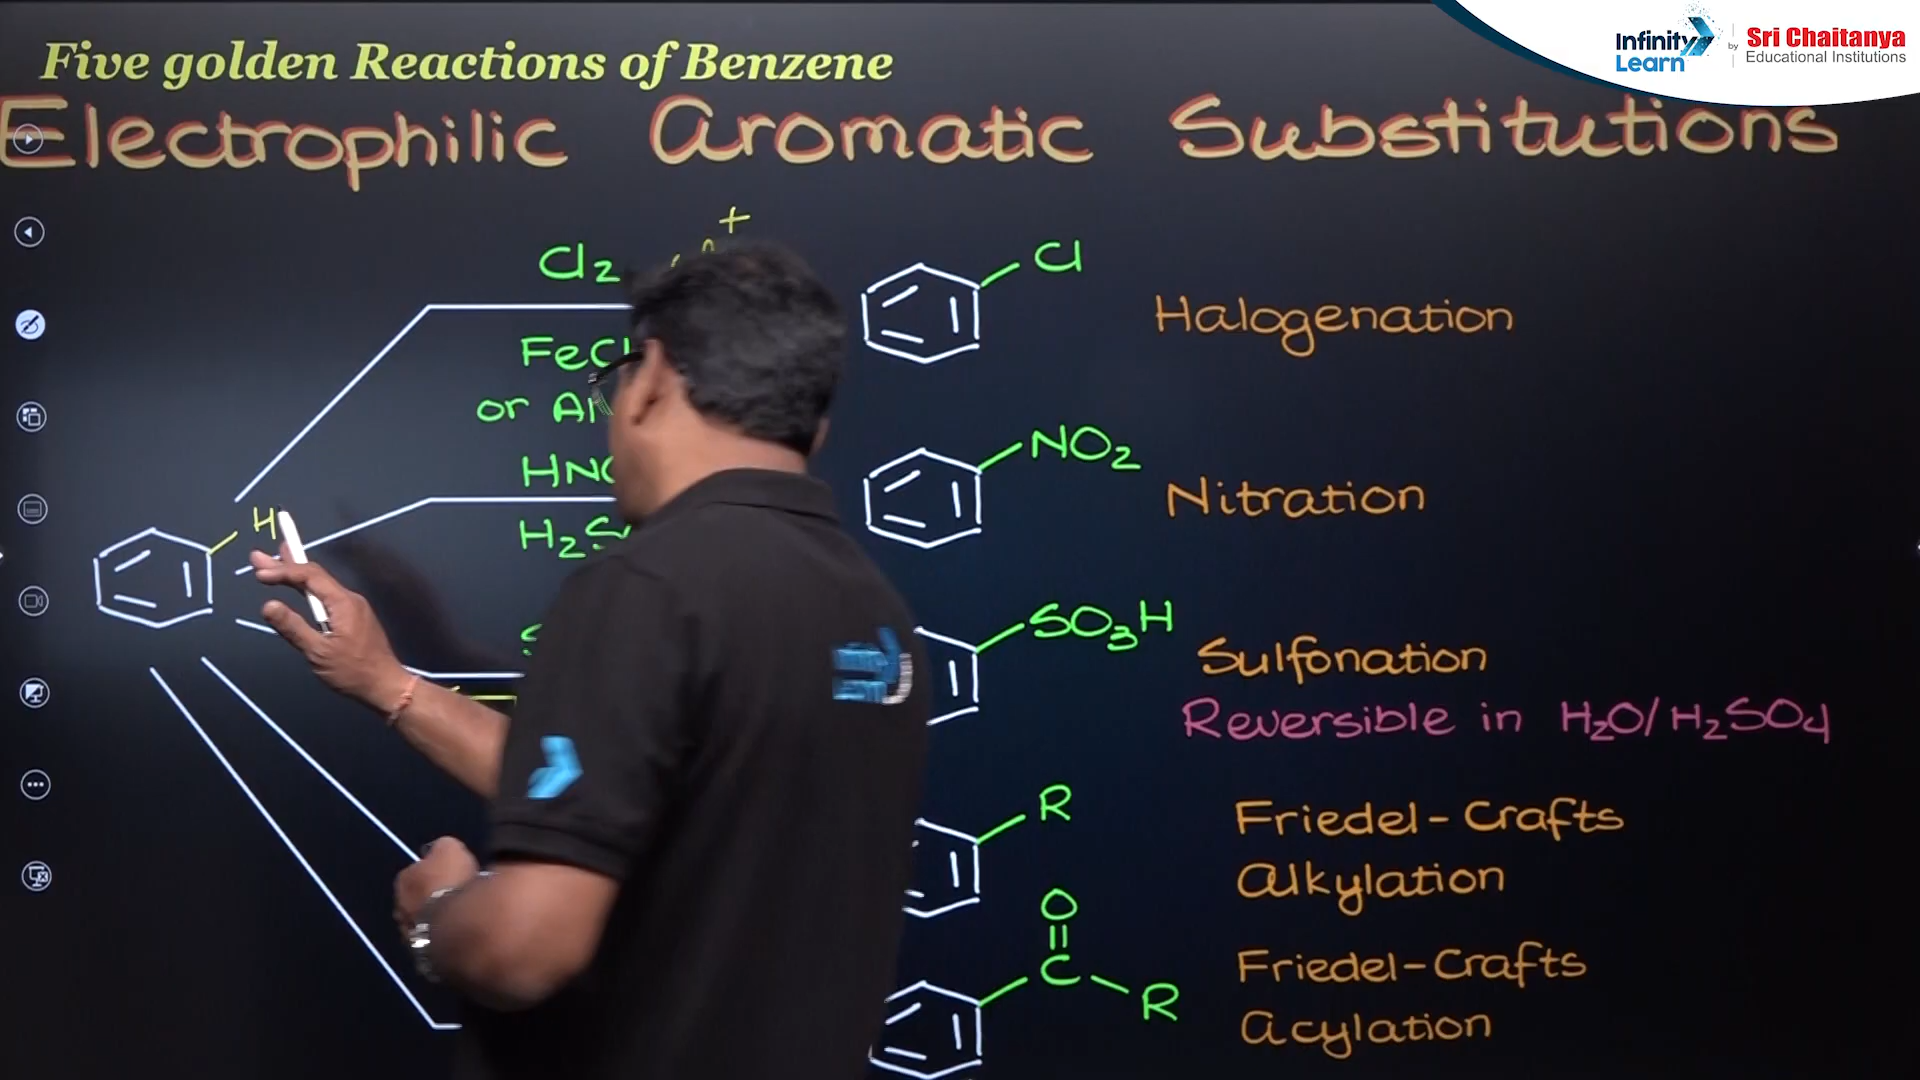 Infinity Learn by Sri Chaitanya Educational Institutions
Five golden Reactions of Benzene
Electrophilic Aromatic Substitutions
+
Cl2
Cl
Halogenation
or
NO2
Nitration
H
SO3H
Sulfonation
Reversible in H2O/H2SO4
R
Friedel-Crafts
Alkylation
O
C
R
Friedel-Crafts
Acylation